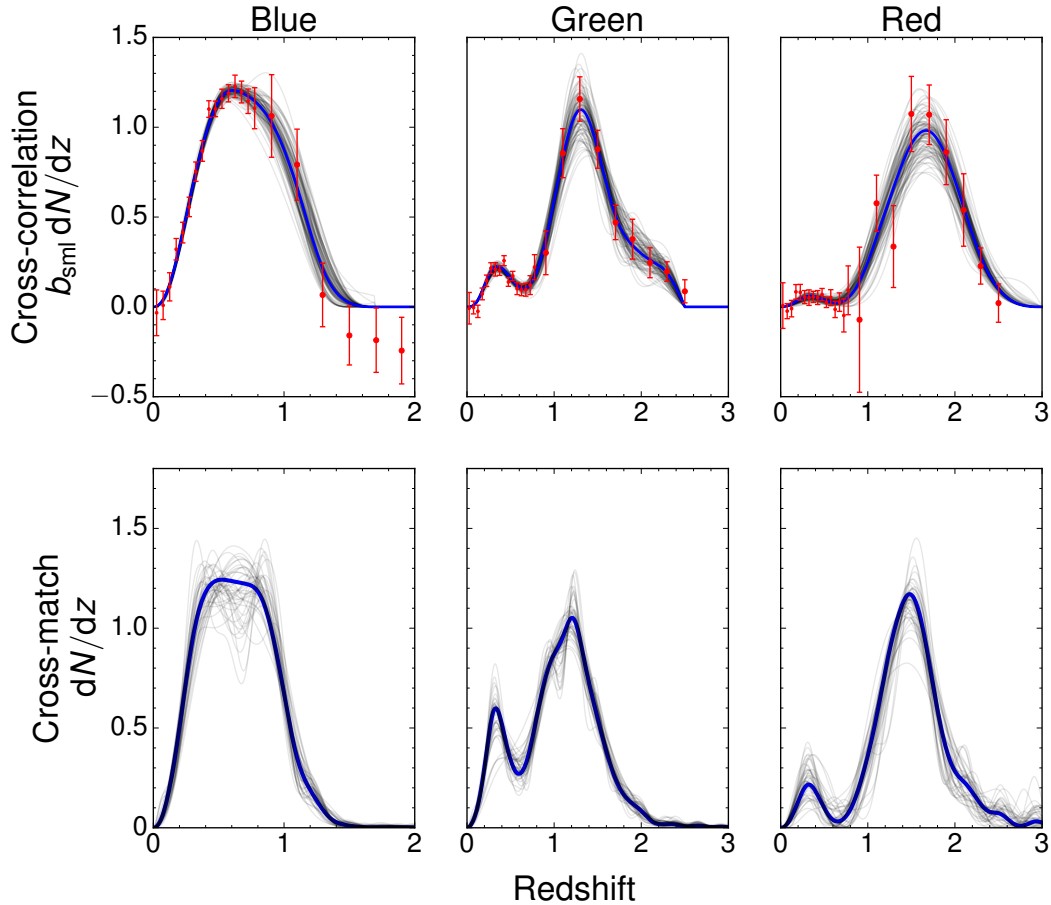 Blue Green Red
Cross-correlation
b_sml dN/dz
1.5
1.0
0.5
0.0
−0.5
0 1 2
0 1 2 3
0 1 2 3
Cross-match
dN/dz
1.5
1.0
0.5
0
0 1 2
0 1 2 3
0 1 2 3
Redshift